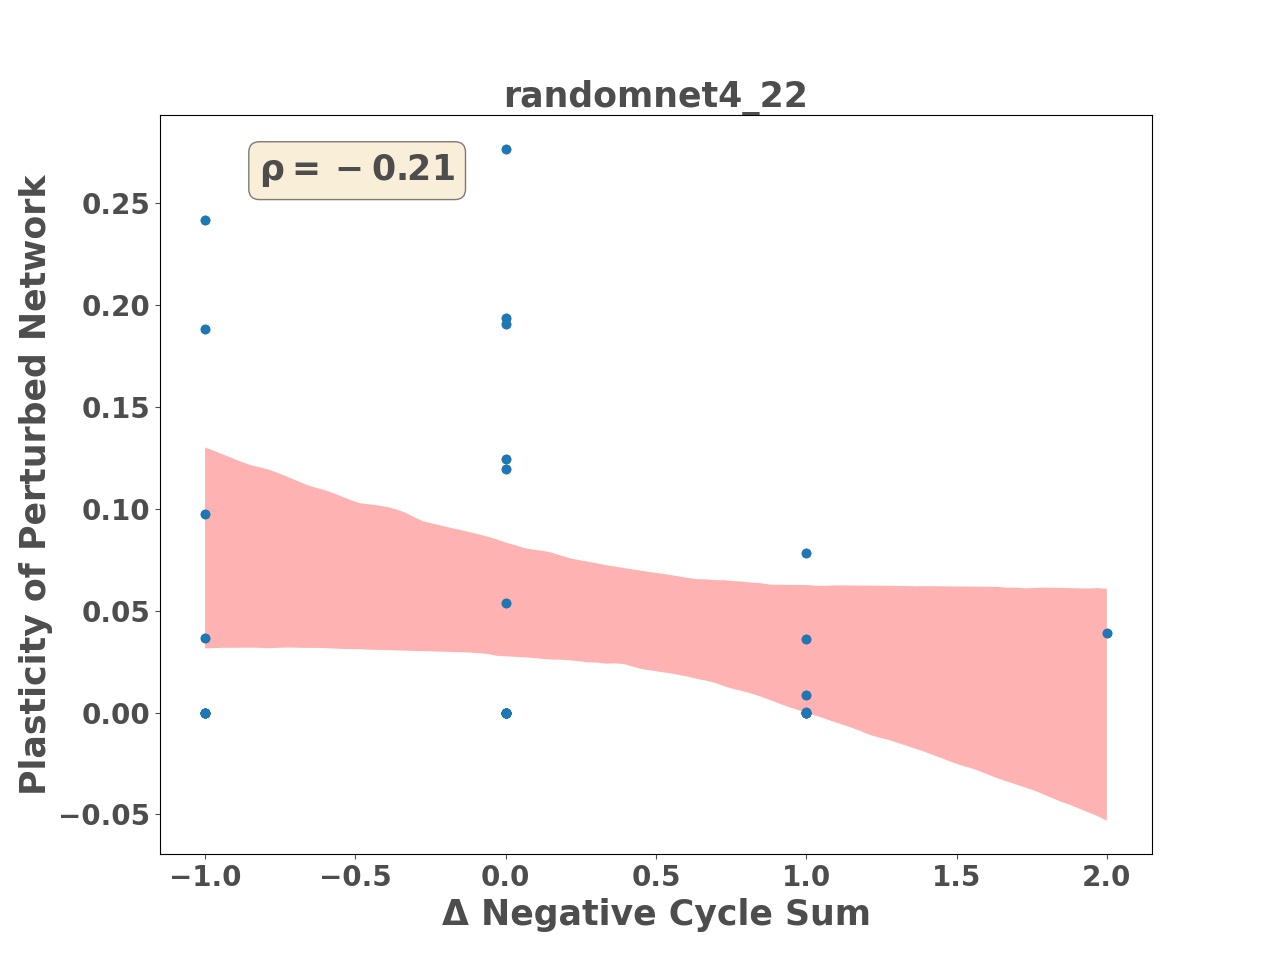 randomnet4_22
ρ = − 0.21
Plasticity of Perturbed Network
0.25
0.20
0.15
0.10
0.05
0.00
−0.05
−1.0 −0.5 0.0 0.5 1.0 1.5 2.0
Δ Negative Cycle Sum